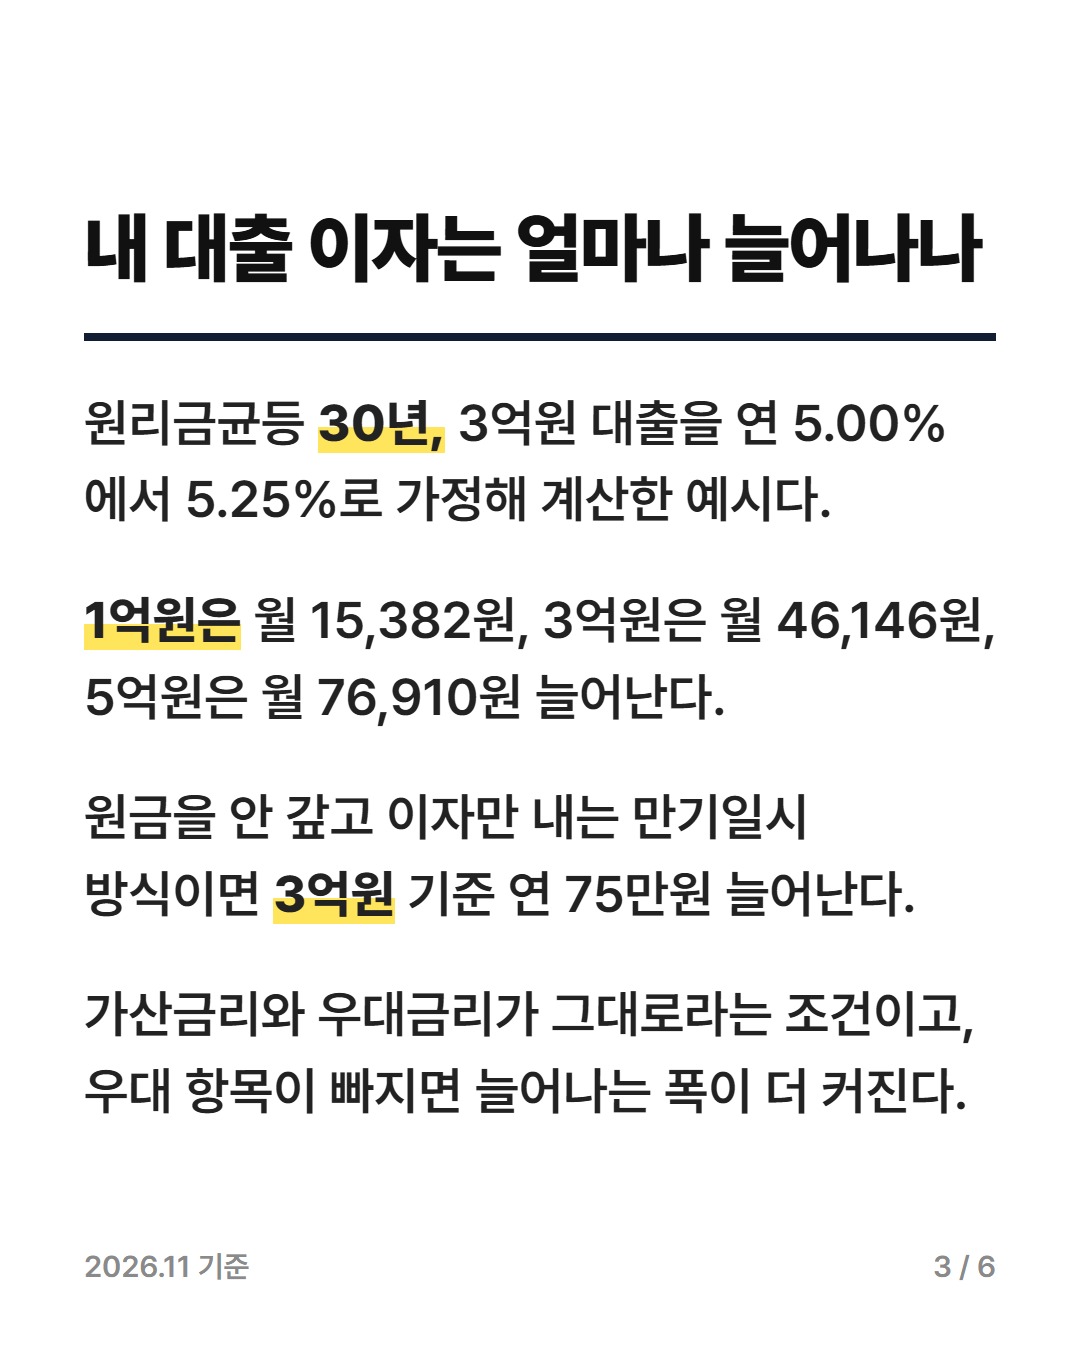 내 대출 이자는 얼마나 늘어나나
원리금균등 30년, 3억원 대출을 연 5.00%
에서 5.25%로 가정해 계산한 예시다.
1억원은 월 15,382원, 3억원은 월 46,146원,
5억원은 월 76,910원 늘어난다.
원금을 안 갚고 이자만 내는 만기일시
방식이면 3억원 기준 연 75만원 늘어난다.
가산금리와 우대금리가 그대로라는 조건이고,
우대 항목이 빠지면 늘어나는 폭이 더 커진다.
2026.11 기준
3 / 6